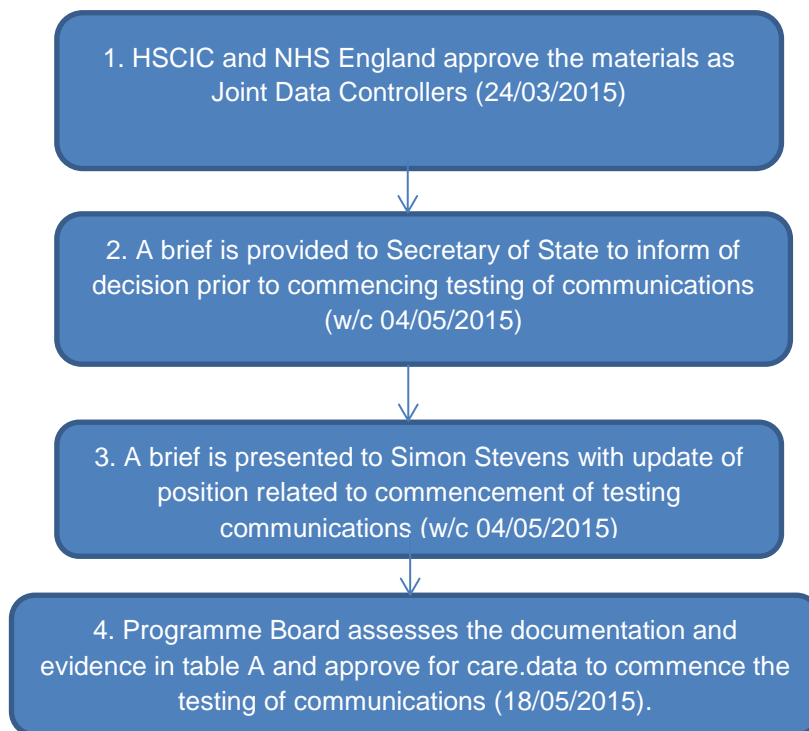 1. HSCIC and NHS England approve the materials as
Joint Data Controllers (24/03/2015)
2. A brief is provided to Secretary of State to inform of
decision prior to commencing testing of communications
(w/c 04/05/2015)
3. A brief is presented to Simon Stevens with update of
position related to commencement of testing
communications (w/c 04/05/2015)
4. Programme Board assesses the documentation and
evidence in table A and approve for care.data to commence the
testing of communications (18/05/2015).